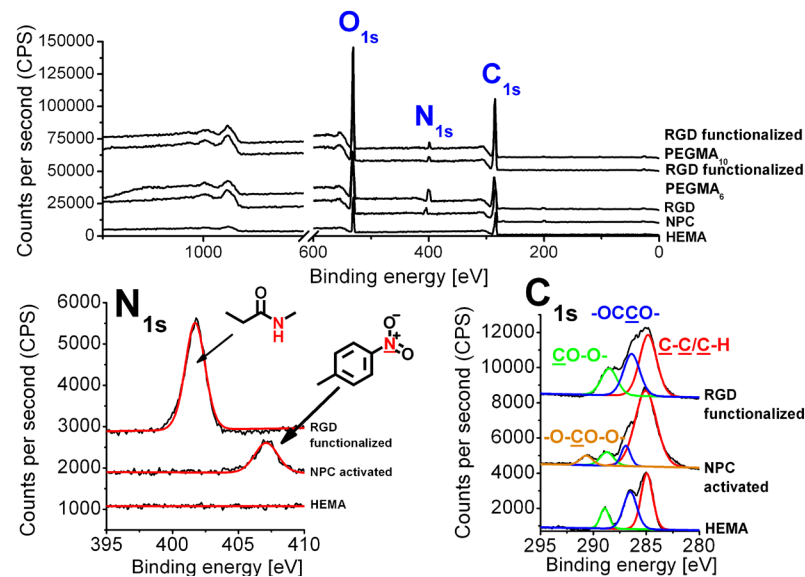 O1s
C1s
N1s
Counts per second (CPS)
150000
125000
100000
75000
50000
25000
0
1000
600
400
200
0
Binding energy [eV]
RGD functionalized
PEGMA10
RGD functionalized
PEGMA6
RGD
NPC
HEMA
N1s
Counts per second (CPS)
6000
5000
4000
3000
2000
1000
395
400
405
410
Binding energy [eV]
O
N
H
O-
N+
O
RGD
functionalized
NPC activated
HEMA
C1s
Counts per second (CPS)
12000
10000
8000
6000
4000
2000
295
290
285
280
Binding energy [eV]
-OCCO-
CO-O-
C-C/C-H
-O-CO-O-
RGD
functionalized
NPC
activated
HEMA